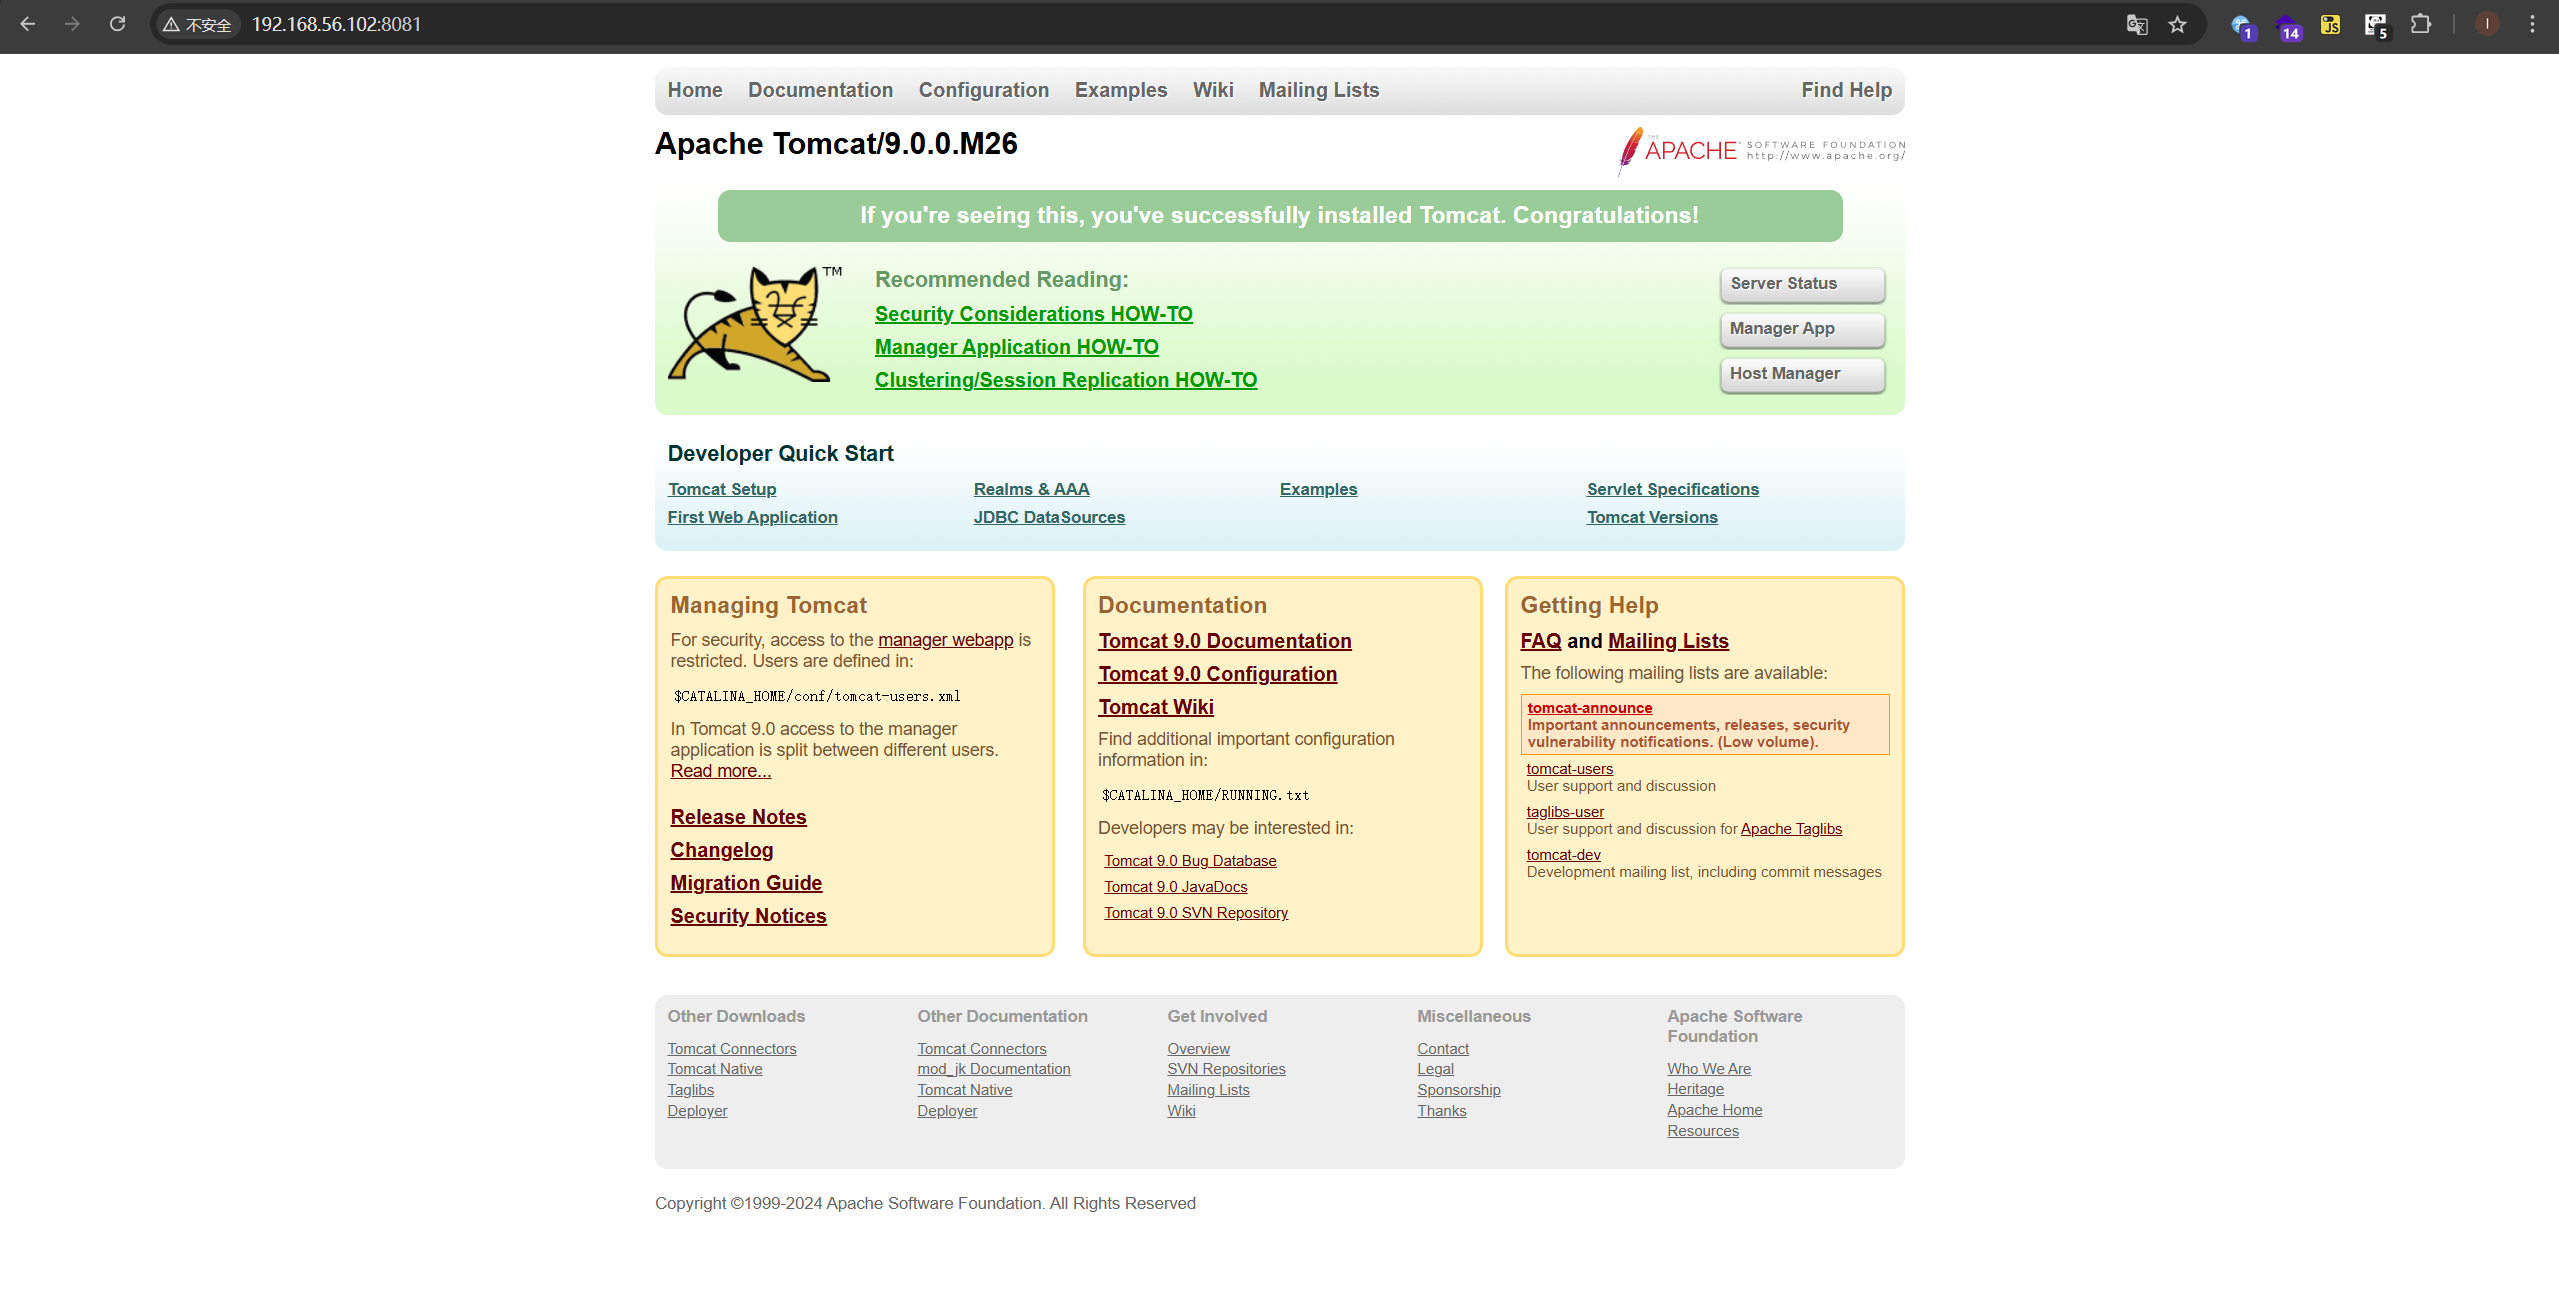 不安全 192.168.56.102:8081
1 14 JS 5 I
Home Documentation Configuration Examples Wiki Mailing Lists Find Help
Apache Tomcat/9.0.0.M26
THE APACHE SOFTWARE FOUNDATION
http://www.apache.org/
If you're seeing this, you've successfully installed Tomcat. Congratulations!
TM
Recommended Reading:
Security Considerations HOW-TO
Manager Application HOW-TO
Clustering/Session Replication HOW-TO
Server Status
Manager App
Host Manager
Developer Quick Start
Tomcat Setup
First Web Application
Realms & AAA
JDBC DataSources
Examples
Servlet Specifications
Tomcat Versions
Managing Tomcat
For security, access to the manager webapp is
restricted. Users are defined in:
$CATALINA_HOME/conf/tomcat-users.xml
In Tomcat 9.0 access to the manager
application is split between different users.
Read more...
Release Notes
Changelog
Migration Guide
Security Notices
Documentation
Tomcat 9.0 Documentation
Tomcat 9.0 Configuration
Tomcat Wiki
Find additional important configuration
information in:
$CATALINA_HOME/RUNNING.txt
Developers may be interested in:
Tomcat 9.0 Bug Database
Tomcat 9.0 JavaDocs
Tomcat 9.0 SVN Repository
Getting Help
FAQ and Mailing Lists
The following mailing lists are available:
tomcat-announce
Important announcements, releases, security
vulnerability notifications. (Low volume).
tomcat-users
User support and discussion
taglibs-user
User support and discussion for Apache Taglibs
tomcat-dev
Development mailing list, including commit messages
Other Downloads
Tomcat Connectors
Tomcat Native
Taglibs
Deployer
Other Documentation
Tomcat Connectors
mod_jk Documentation
Tomcat Native
Deployer
Get Involved
Overview
SVN Repositories
Mailing Lists
Wiki
Miscellaneous
Contact
Legal
Sponsorship
Thanks
Apache Software
Foundation
Who We Are
Heritage
Apache Home
Resources
Copyright ©1999-2024 Apache Software Foundation. All Rights Reserved